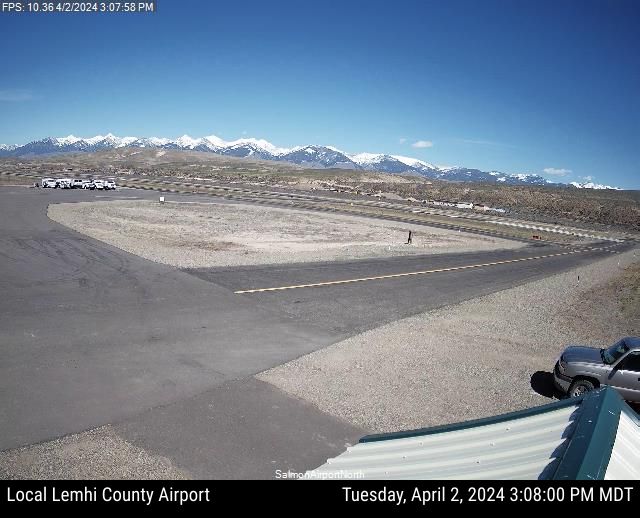 FPS: 10.36 4/2/2024 3:07:58 PM
SalmonAirportNorth
Local Lemhi County Airport
Tuesday, April 2, 2024 3:08:00 PM MDT